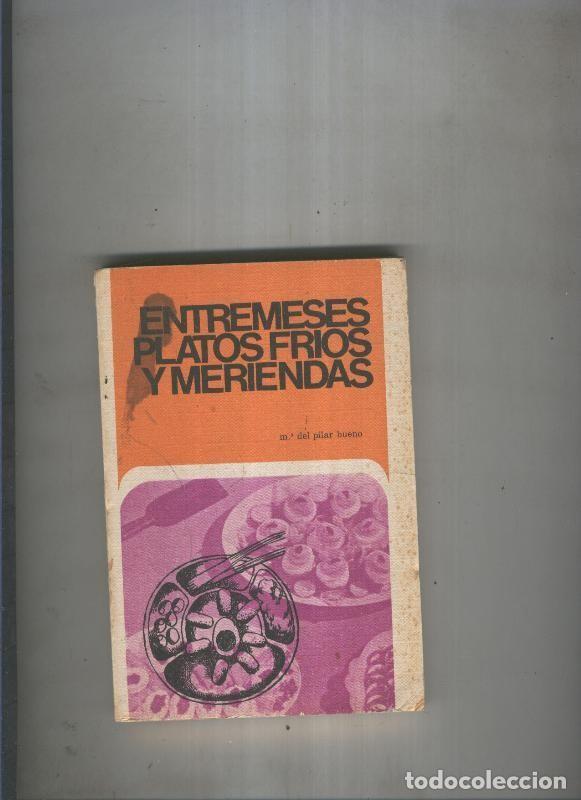 ENTREMESES
PLATOS FRIOS
Y MERIENDAS
m.ª del pilar bueno
todocoleccion